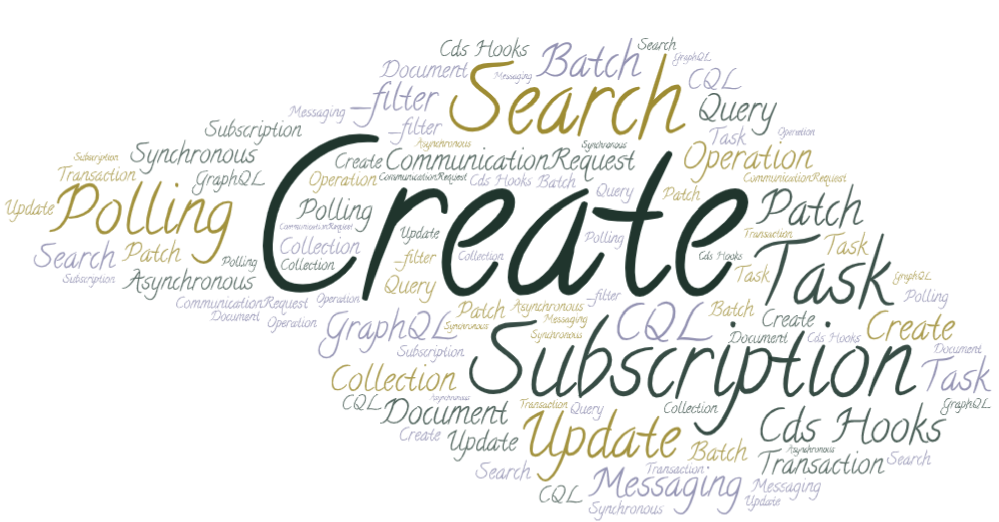 Cds Hooks
Batch
Search
GraphQL
Document
Messaging
Search
CQL
_filter
Query
Messaging
_filter
Subscription
Task
Operation
Asynchronous
Synchronous
Synchronous
Subscription
Create
CommunicationRequest
Operation
Transaction
GraphQL
Operation
CommunicationRequest
Cds Hooks
Batch
CommunicationRequest
Create
Query
Patch
Patch
Update
Polling
Polling
CommunicationRequest
Update
Polling
Transaction
Task
Search
Patch
Polling
Collection
Collection
_filter
Collection
Cds Hooks
Task
Task
Subscription
Asynchronous
Query
GraphQL
Polling
CommunicationRequest
Operation
_filter
Document
Operation
GraphQL
Patch
Asynchronous
Messaging
Synchronous
Synchronous
CQL
Batch
Create
Create
Document
Cds Hooks
Subscription
Subscription
Document
Task
Collection
CQL
Asynchronous
Document
Transaction
Query
Collection
GraphQL
Create
Update
Update
Cds Hooks
Batch
Asynchronous
Transaction
Search
Search
Transaction
CQL
Messaging
Messaging
Update
Synchronous